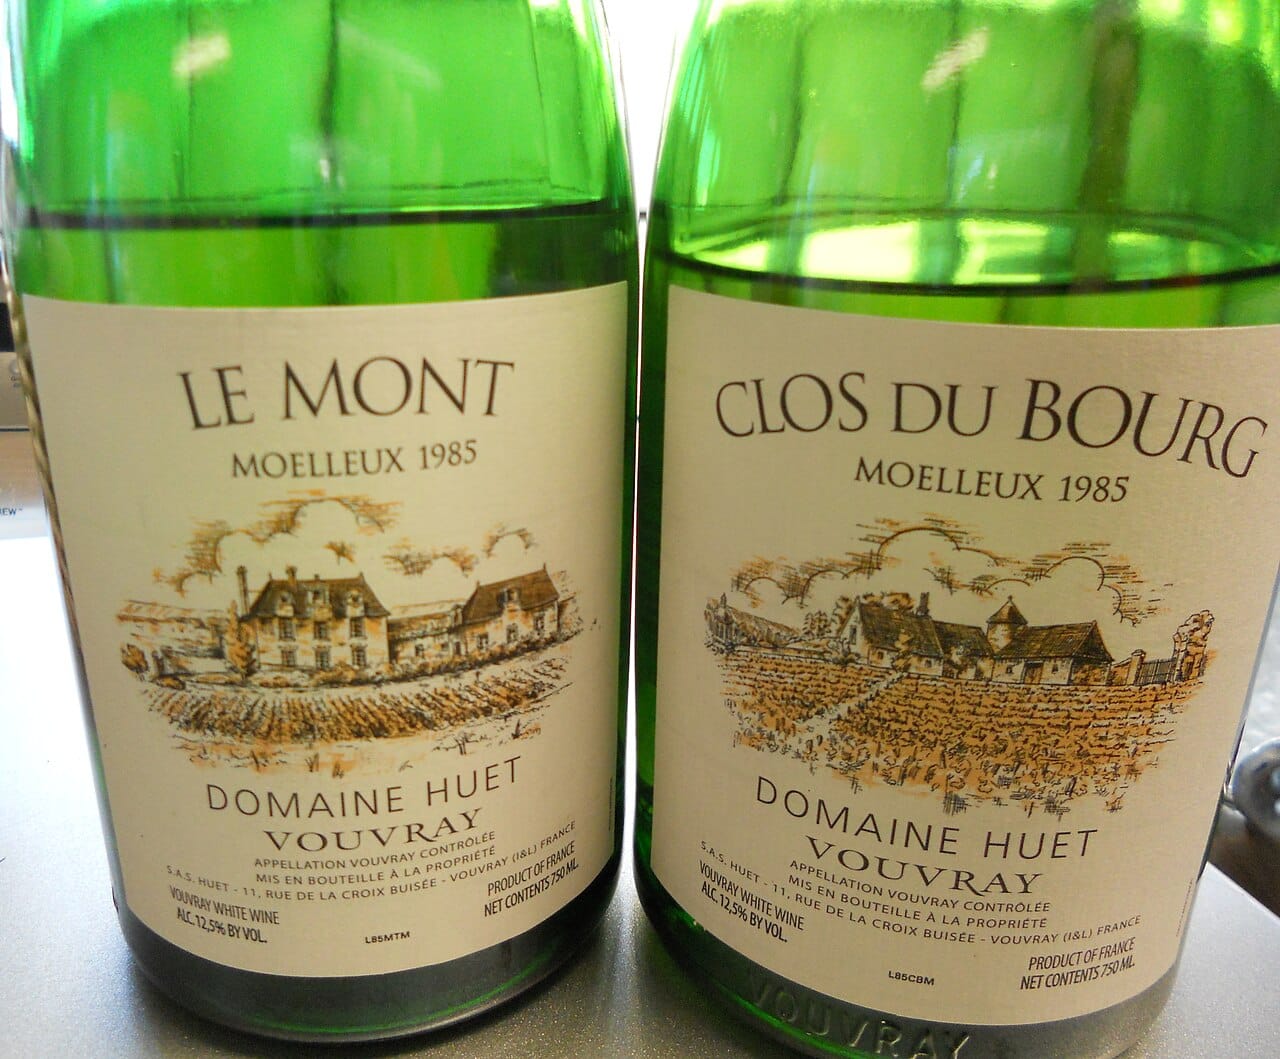 LE MONT
MOELLEUX 1985
DOMAINE HUET
VOUVRAY
APPELLATION VOUVRAY CONTRÔLÉE
MIS EN BOUTEILLE À LA PROPRIÉTÉ
S.A.S. HUET - 11, RUE DE LA CROIX BUISÉE - VOUVRAY (I&L) FRANCE
VOUVRAY WHITE WINE
ALC. 12,5% BY VOL.
PRODUCT OF FRANCE
NET CONTENTS 750 ML.
L85MTM
CLOS DU BOURG
MOELLEUX 1985
DOMAINE HUET
VOUVRAY
APPELLATION VOUVRAY CONTRÔLÉE
MIS EN BOUTEILLE À LA PROPRIÉTÉ
S.A.S. HUET - 11, RUE DE LA CROIX BUISÉE - VOUVRAY (I&L) FRANCE
VOUVRAY WHITE WINE
ALC. 12,5% BY VOL.
PRODUCT OF FRANCE
NET CONTENTS 750 ML.
L85CBM
VOUVRAY